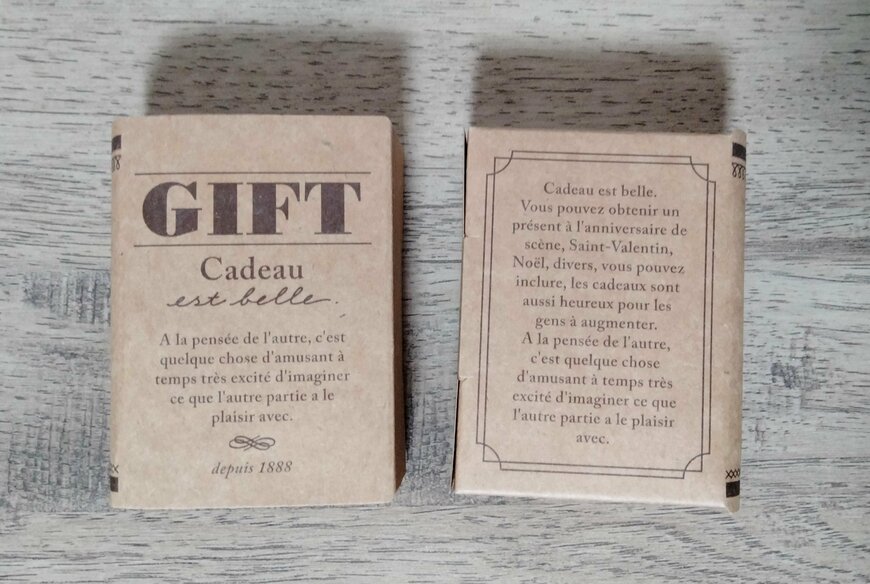 GIFT
Cadeau
est belle.
A la pensée de l'autre, c'est
quelque chose d'amusant à
temps très excité d'imaginer
ce que l'autre partie a le
plaisir avec.
depuis 1888
Cadeau est belle.
Vous pouvez obtenir un
présent à l'anniversaire de
scène, Saint-Valentin,
Noël, divers, vous pouvez
inclure, les cadeaux sont
aussi heureux pour les
gens à augmenter.
A la pensée de l'autre,
c'est quelque chose
d'amusant à temps très
excité d'imaginer ce que
l'autre partie a le plaisir
avec.